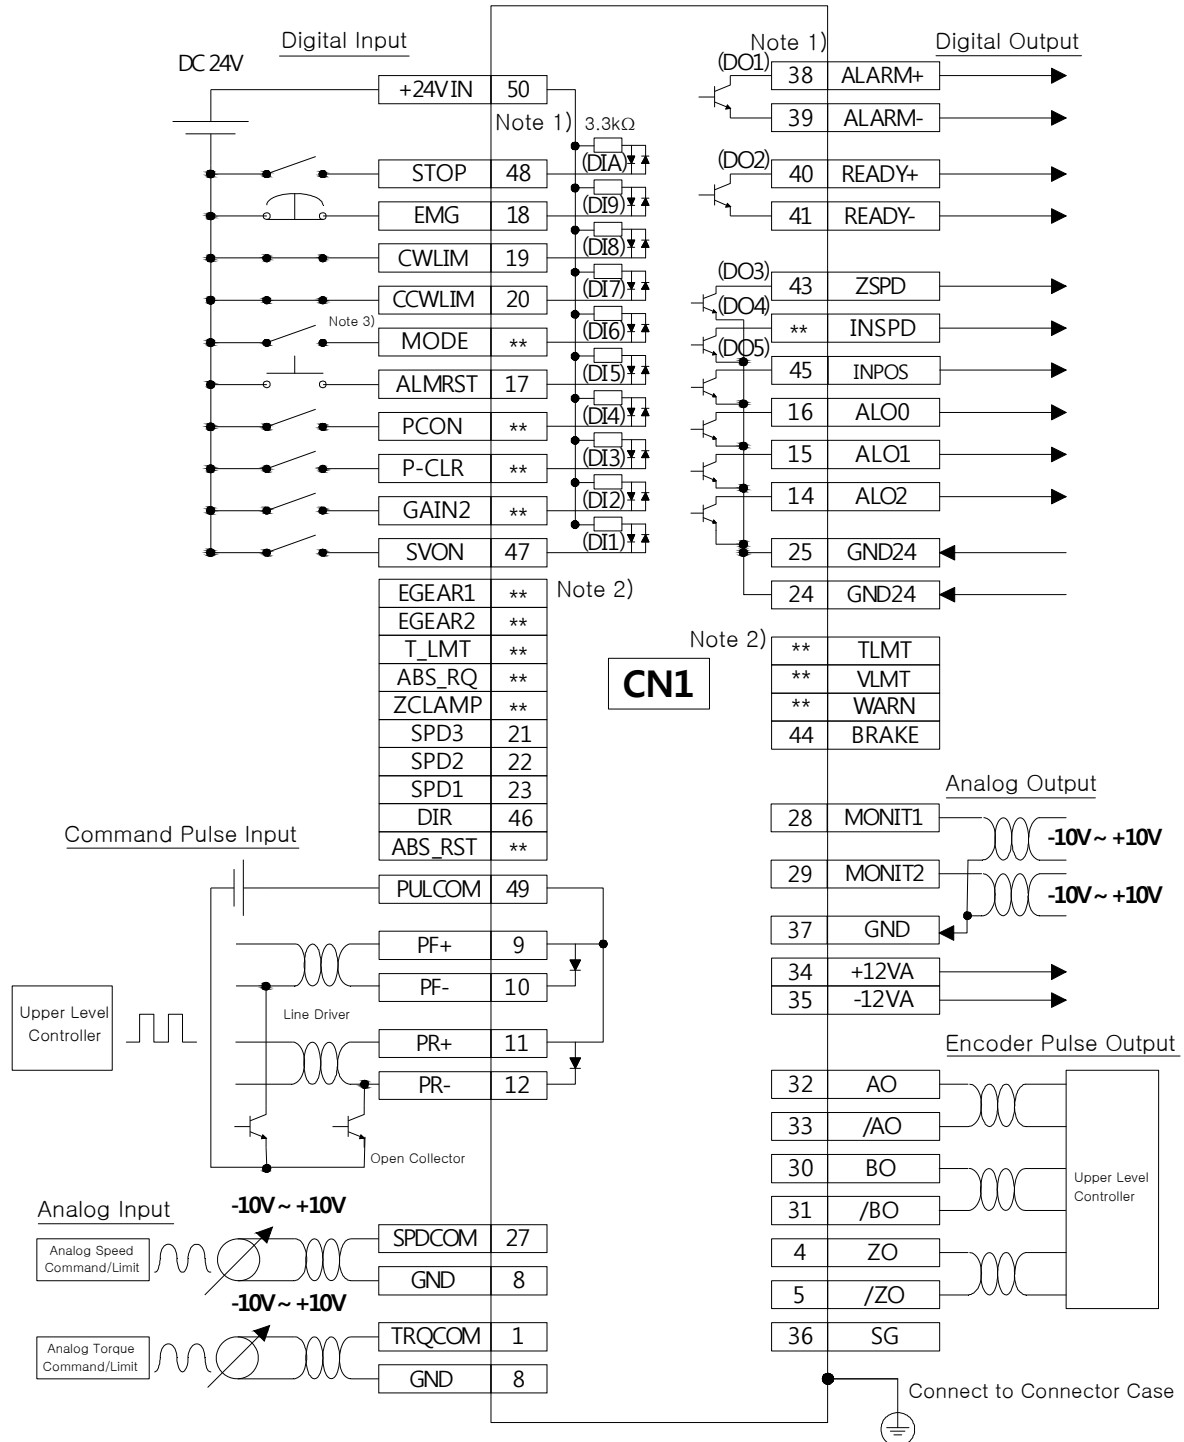 Digital Input
DC 24V
+24VIN 50
Note 1) 3.3kΩ
STOP 48 (DIA)
EMG 18 (DI9)
CWLIM 19 (DI8)
CCWLIM 20 (DI7)
Note 3)
MODE ** (DI6)
ALMRST 17 (DI5)
PCON ** (DI4)
P-CLR ** (DI3)
GAIN2 ** (DI2)
SVON 47 (DI1)
EGEAR1 ** Note 2)
EGEAR2 **
T_LMT **
ABS_RQ **
ZCLAMP **
SPD3 21
SPD2 22
SPD1 23
DIR 46
ABS_RST **
Command Pulse Input
PULCOM 49
PF+ 9
PF- 10
Line Driver
Upper Level
Controller
PR+ 11
PR- 12
Open Collector
Analog Input
-10V~ +10V
Analog Speed
Command/Limit
SPDCOM 27
GND 8
-10V~ +10V
Analog Torque
Command/Limit
TRQCOM 1
GND 8
CN1
Note 1)
Digital Output
(DO1)
38 ALARM+
39 ALARM-
(DO2)
40 READY+
41 READY-
(DO3)
43 ZSPD
(DO4)
** INSPD
(DO5)
45 INPOS
16 ALO0
15 ALO1
14 ALO2
25 GND24
24 GND24
Note 2)
** TLMT
** VLMT
** WARN
44 BRAKE
Analog Output
28 MONIT1
-10V~ +10V
29 MONIT2
-10V~ +10V
37 GND
34 +12VA
35 -12VA
Encoder Pulse Output
32 AO
33 /AO
30 BO
31 /BO
4 ZO
5 /ZO
Upper Level
Controller
36 SG
Connect to Connector Case